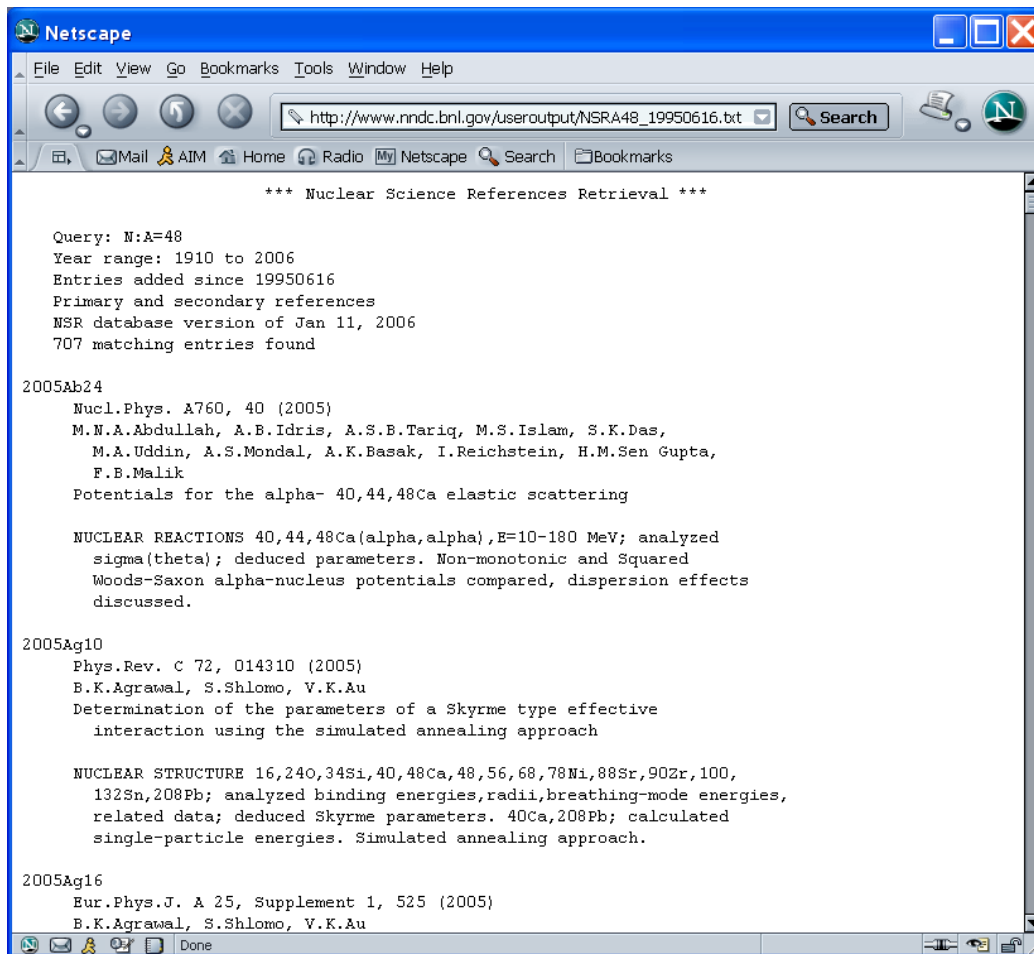 Netscape
File Edit View Go Bookmarks Tools Window Help
http://www.nndc.bnl.gov/useroutput/NSRA48_19950616.txt Search N
Mail AIM Home Radio My Netscape Search Bookmarks
*** Nuclear Science References Retrieval ***
Query: N:A=48
Year range: 1910 to 2006
Entries added since 19950616
Primary and secondary references
NSR database version of Jan 11, 2006
707 matching entries found
2005Ab24
Nucl.Phys. A760, 40 (2005)
M.N.A.Abdullah, A.B.Idris, A.S.B.Tariq, M.S.Islam, S.K.Das,
M.A.Uddin, A.S.Mondal, A.K.Basak, I.Reichstein, H.M.Sen Gupta,
F.B.Malik
Potentials for the alpha- 40,44,48Ca elastic scattering
NUCLEAR REACTIONS 40,44,48Ca(alpha,alpha),E=10-180 MeV; analyzed
sigma(theta); deduced parameters. Non-monotonic and Squared
Woods-Saxon alpha-nucleus potentials compared, dispersion effects
discussed.
2005Ag10
Phys.Rev. C 72, 014310 (2005)
B.K.Agrawal, S.Shlomo, V.K.Au
Determination of the parameters of a Skyrme type effective
interaction using the simulated annealing approach
NUCLEAR STRUCTURE 16,24O,34Si,40,48Ca,48,56,68,78Ni,88Sr,90Zr,100,
132Sn,208Pb; analyzed binding energies,radii,breathing-mode energies,
related data; deduced Skyrme parameters. 40Ca,208Pb; calculated
single-particle energies. Simulated annealing approach.
2005Ag16
Eur.Phys.J. A 25, Supplement 1, 525 (2005)
B.K.Agrawal, S.Shlomo, V.K.Au
Done